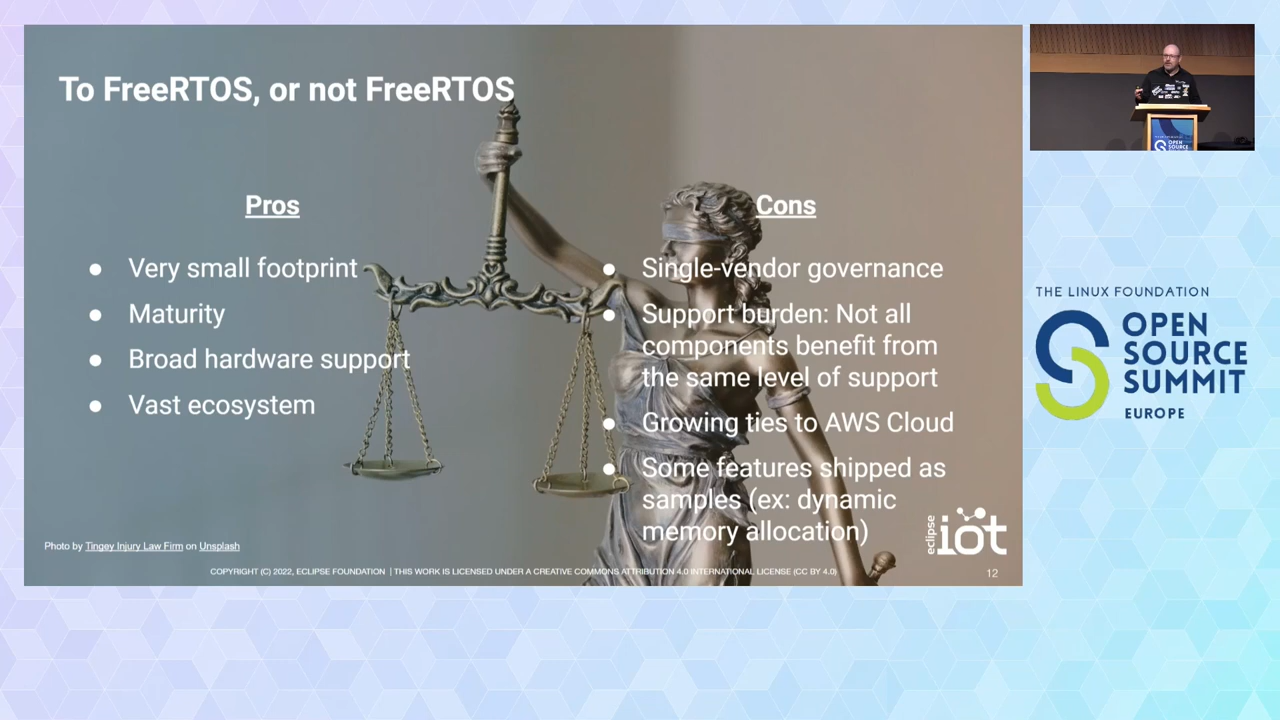 To FreeRTOS, or not FreeRTOS
Pros
● Very small footprint
● Maturity
● Broad hardware support
● Vast ecosystem
Cons
● Single-vendor governance
● Support burden: Not all
components benefit from
the same level of support
● Growing ties to AWS Cloud
● Some features shipped as
samples (ex: dynamic
memory allocation)
Photo by Tingey Injury Law Firm on Unsplash
eclipse
iot
COPYRIGHT (C) 2022, ECLIPSE FOUNDATION | THIS WORK IS LICENSED UNDER A CREATIVE COMMONS ATTRIBUTION 4.0 INTERNATIONAL LICENSE (CC BY 4.0)
12
OPEN
SOURCE
THE LINUX FOUNDATION
OPEN
SOURCE
SUMMIT
EUROPE